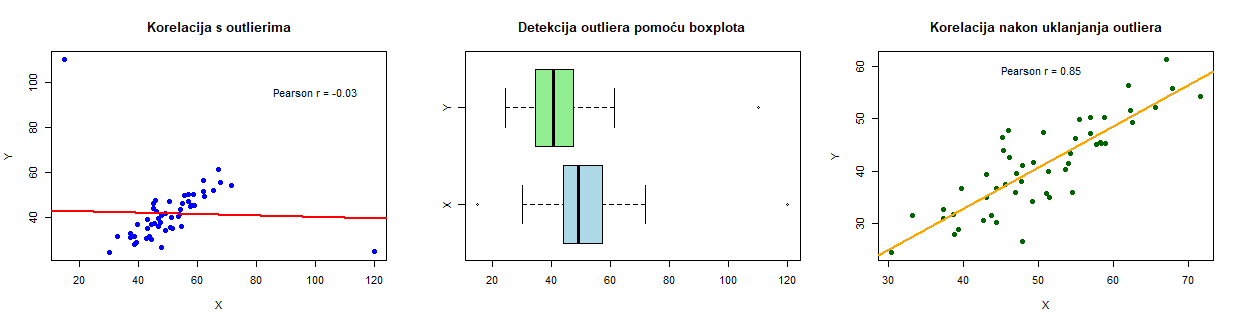 Korelacija s outlierima
Pearson r = -0.03
Y
100
80
60
40
20
40
60
80
100
120
X
Detekcija outliera pomoću boxplota
Y
X
20
40
60
80
100
120
Korelacija nakon uklanjanja outliera
Pearson r = 0.85
Y
60
50
40
30
30
40
50
60
70
X